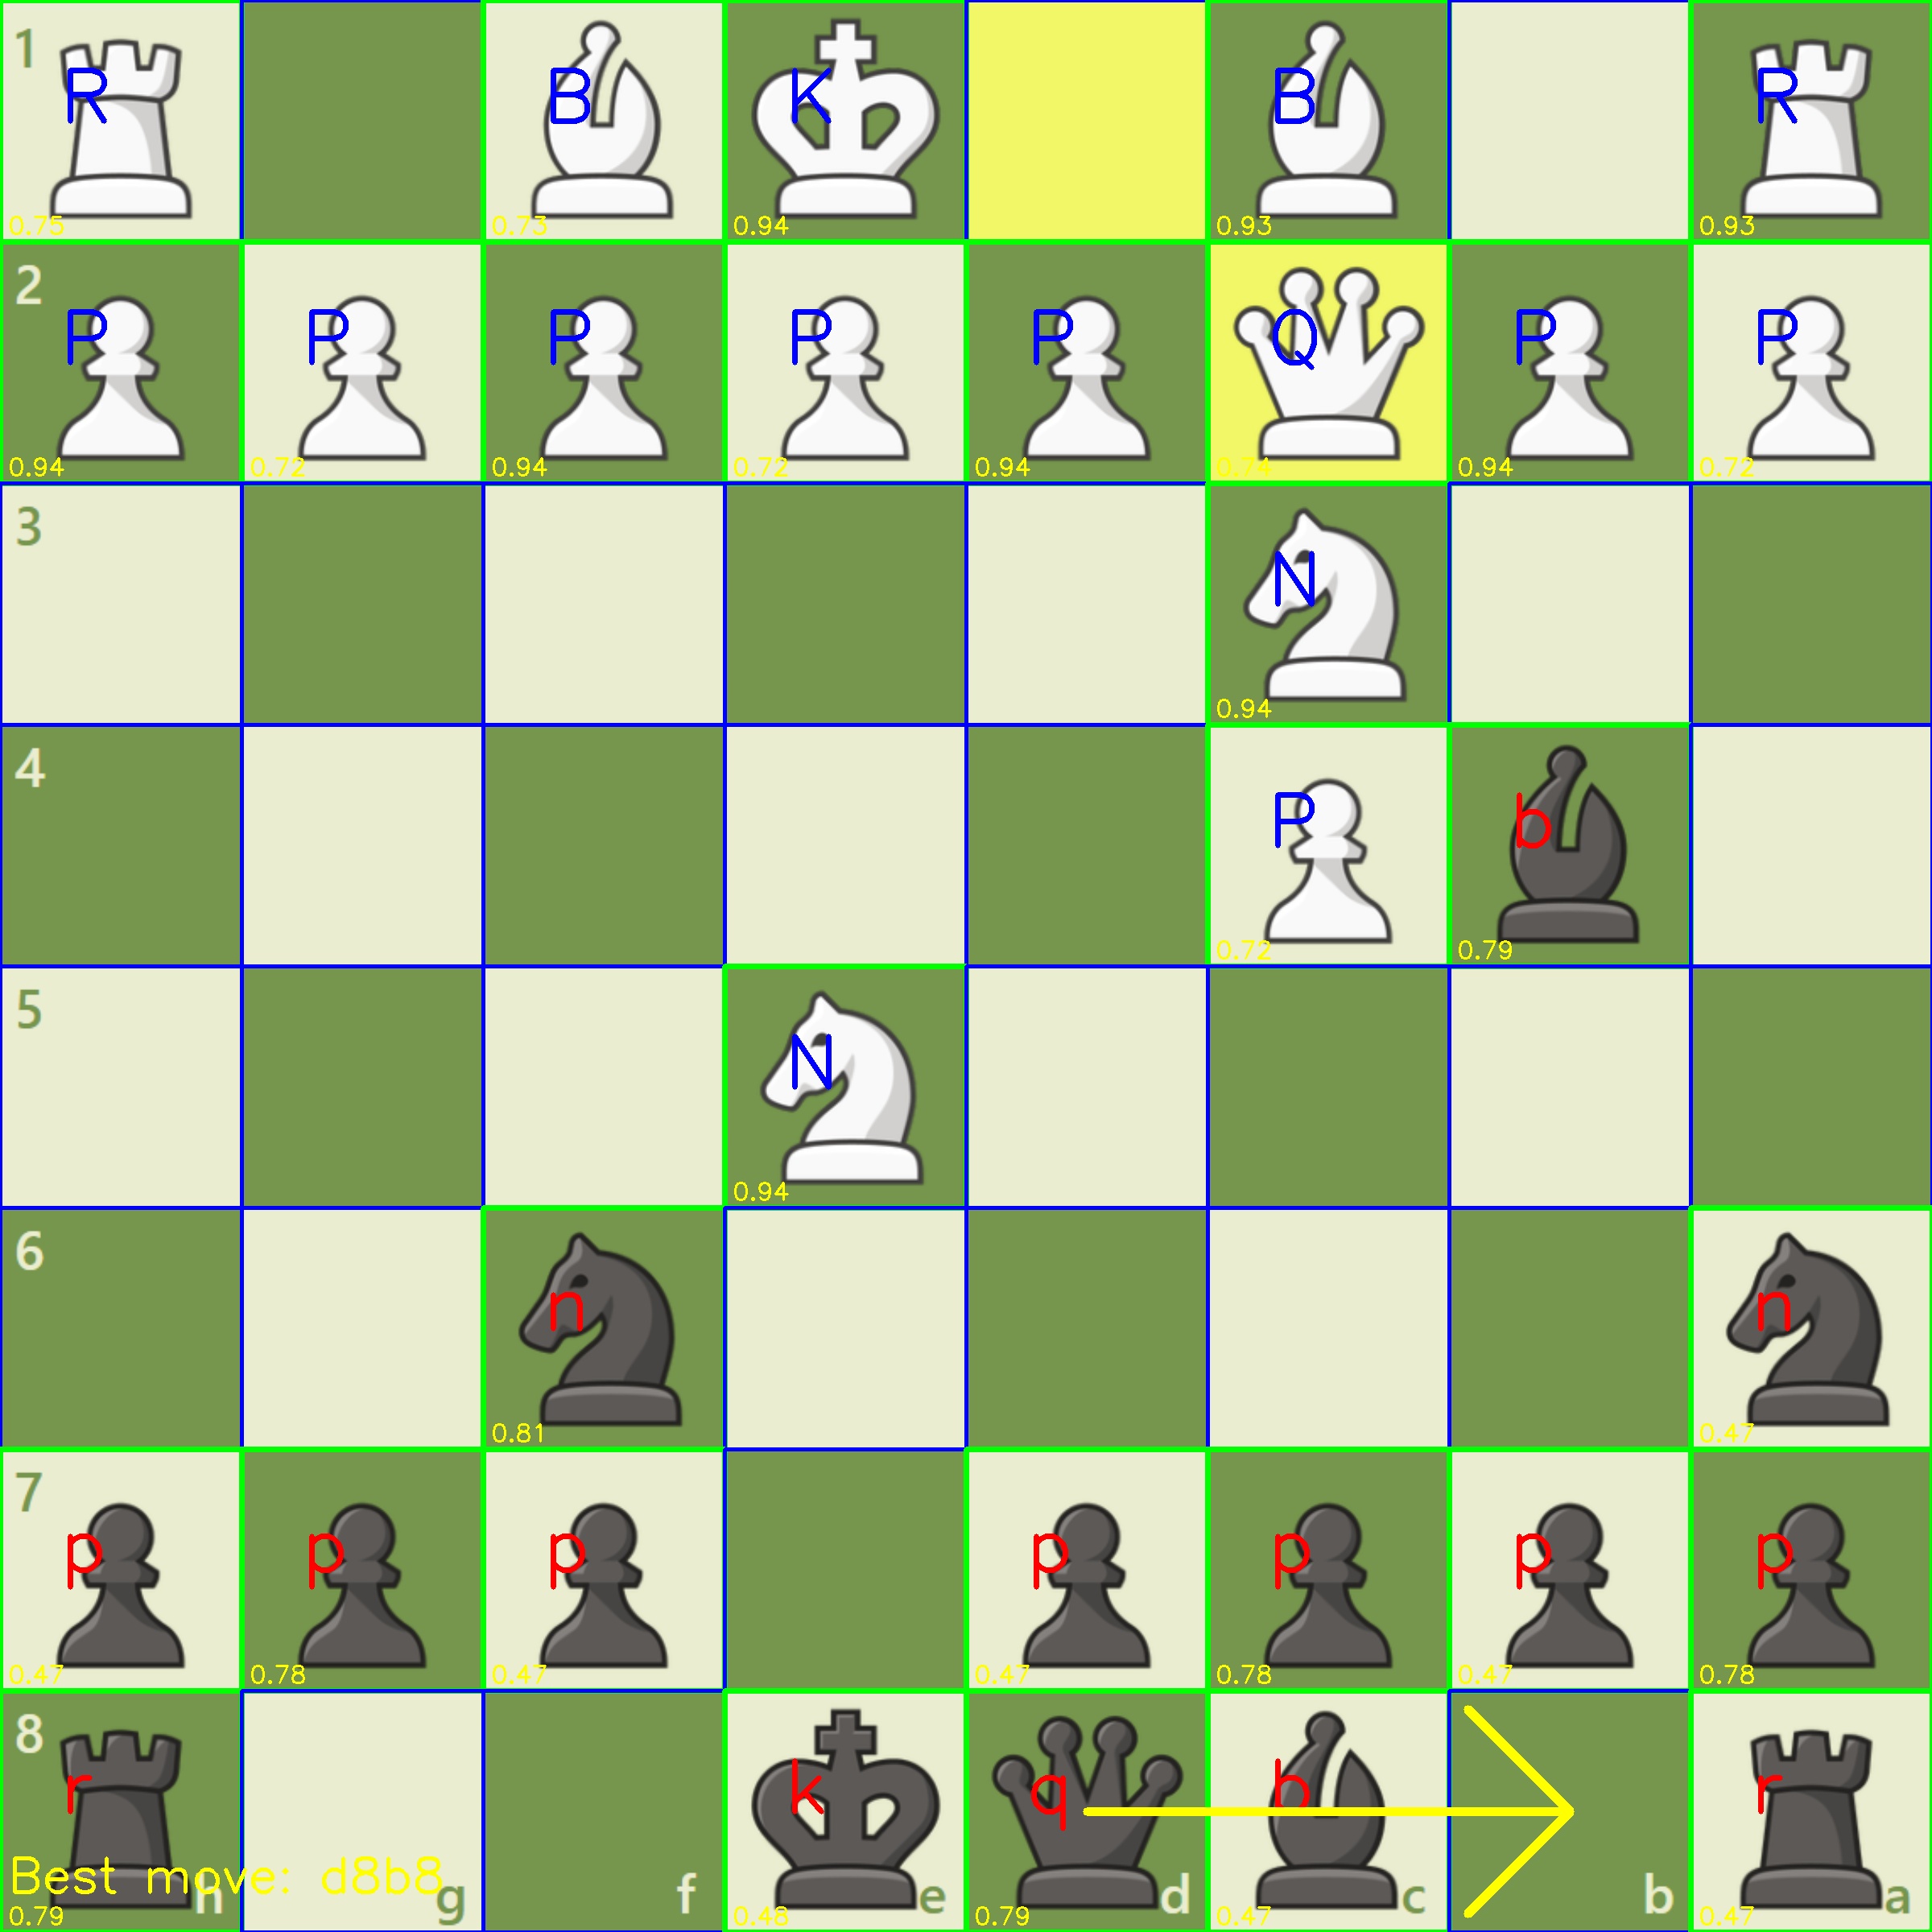 1 R B K B R
0.75 0.73 0.94 0.93 0.93
2 P P P P P Q P P
0.94 0.72 0.94 0.72 0.94 0.74 0.94 0.72
3 N
0.94
4 P b
0.72 0.79
5 N
0.94
6 n n
0.81 0.47
7 p p p p p p p
0.47 0.78 0.47 0.47 0.78 0.47 0.78
8 r k q b r
Best move: d8b8
h g f e d c b a
0.79 0.48 0.79 0.47 0.47